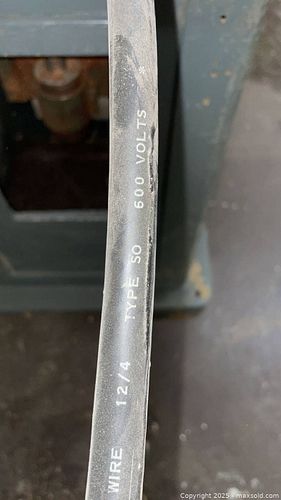 WIRE 12/4 TYPE SO 600 VOLTS
Copyright 2025 • maxsold.com